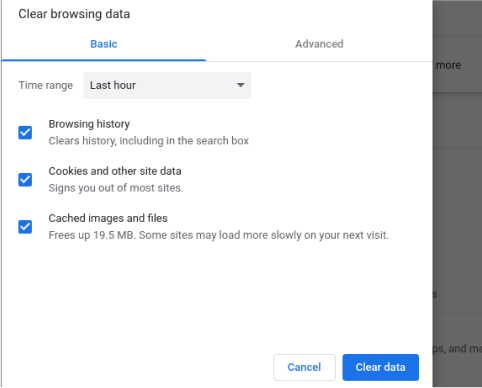 Clear browsing data
Basic
Advanced
Time range
Last hour
more
Browsing history
Clears history, including in the search box
Cookies and other site data
Signs you out of most sites.
Cached images and files
Frees up 19.5 MB. Some sites may load more slowly on your next visit.
Cancel
Clear data